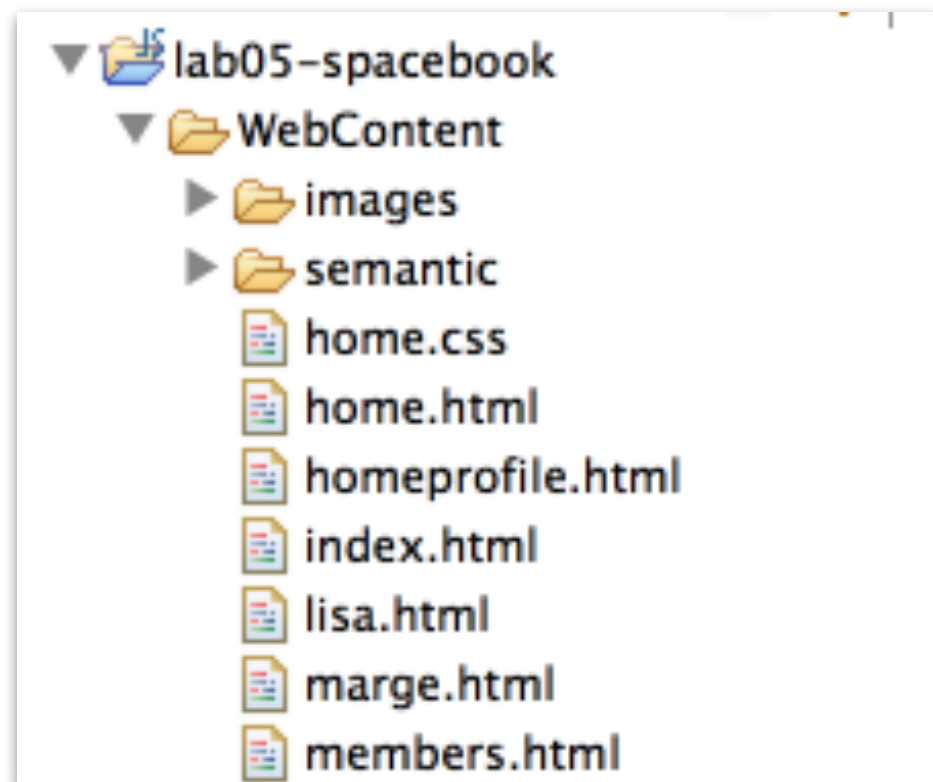 lab05-spacebook
WebContent
images
semantic
home.css
home.html
homeprofile.html
index.html
lisa.html
marge.html
members.html